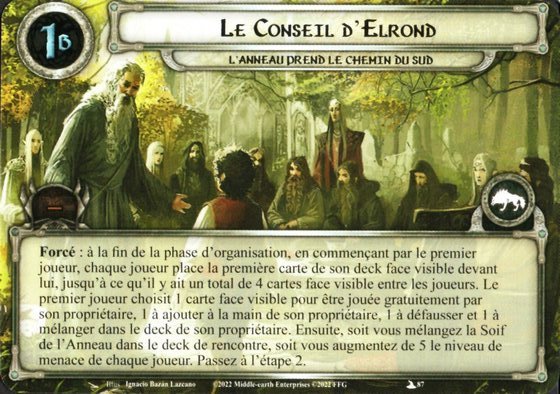 1B
Le Conseil d'Elrond
L'Anneau prend le chemin du Sud
–
Forcé : à la fin de la phase d'organisation, en commençant par le premier
joueur, chaque joueur place la première carte de son deck face visible devant
lui, jusqu'à ce qu'il y ait un total de 4 cartes face visible entre les joueurs. Le
premier joueur choisit 1 carte face visible pour être jouée gratuitement par
son propriétaire, 1 à ajouter à la main de son propriétaire, 1 à défausser et 1 à
mélanger dans le deck de son propriétaire. Ensuite, soit vous mélangez la Soif
de l'Anneau dans le deck de rencontre, soit vous augmentez de 5 le niveau de
menace de chaque joueur. Passez à l'étape 2.
Illus. Ignacio Bazán Lazcano ©2022 Middle-earth Enterprises ©2022 FFG 87